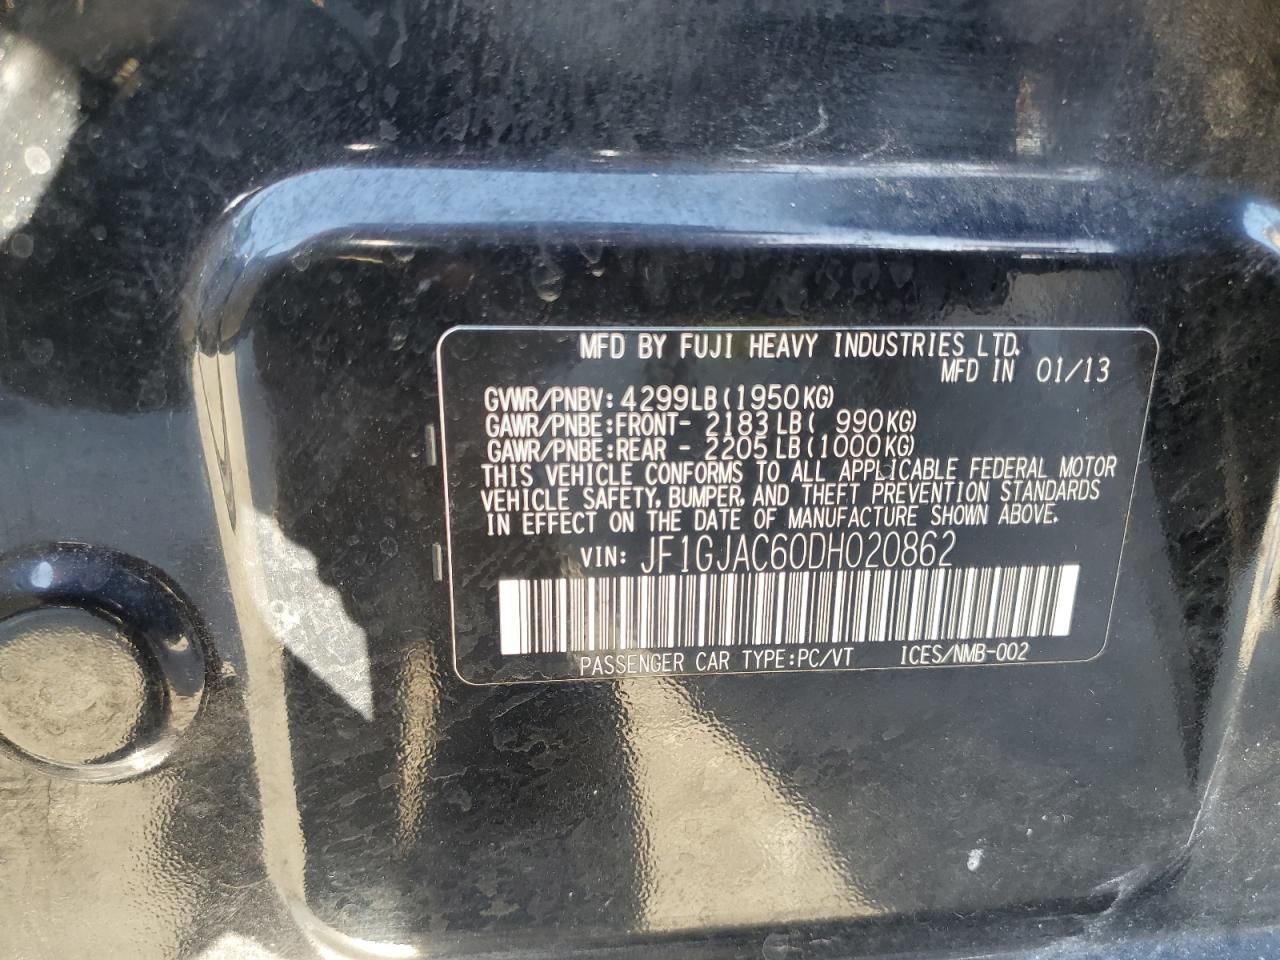 MFD BY FUJI HEAVY INDUSTRIES LTD.
MFD IN 01/13
GVWR/PNBV: 4299LB (1950KG)
GAWR/PNBE: FRONT- 2183 LB ( 990KG)
GAWR/PNBE: REAR - 2205 LB (1000KG)
THIS VEHICLE CONFORMS TO ALL APPLICABLE FEDERAL MOTOR
VEHICLE SAFETY, BUMPER, AND THEFT PREVENTION STANDARDS
IN EFFECT ON THE DATE OF MANUFACTURE SHOWN ABOVE.
VIN: JF1GJAC60DH020862
PASSENGER CAR TYPE: PC/VT ICES/NMB-002